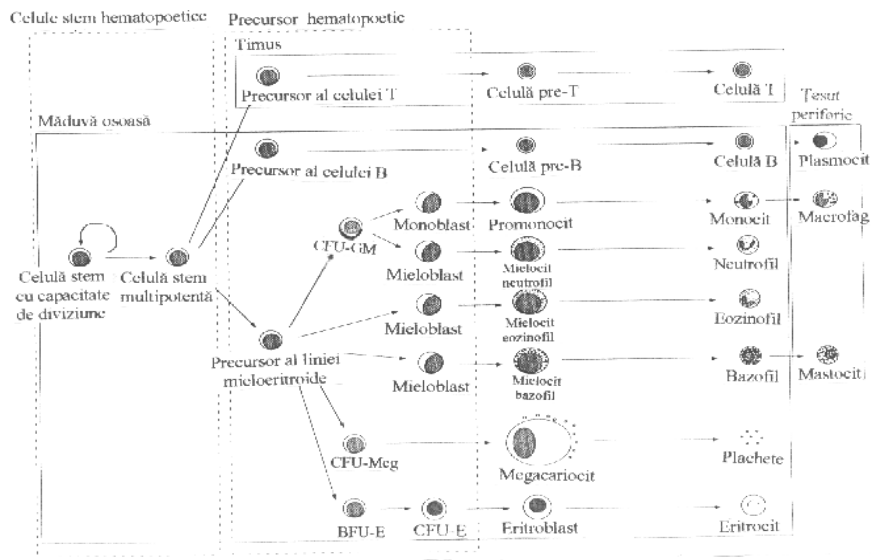 Celule stem hematopoetice
Precursor hematopoetic
Timus
Precursor al celulei T
Celulă pre-T
Celulă T
Țesut
periferic
Măduvă osoasă
Precursor al celulei B
Celulă pre-B
Celulă B
Plasmocit
CFU-GM
Monoblast
Promonocit
Monocit
Macrofag
Celulă stem
cu capacitate
de diviziune
Celulă stem
multipotentă
Mieloblast
Mielocit
neutrofil
Neutrofil
Mieloblast
Mielocit
eozinofil
Eozinofil
Precursor al liniei
mieloeritroide
Mieloblast
Mielocit
bazofil
Bazofil
Mastocit
CFU-Meg
Megacariocit
Plachete
BFU-E
CFU-E
Eritroblast
Eritrocit